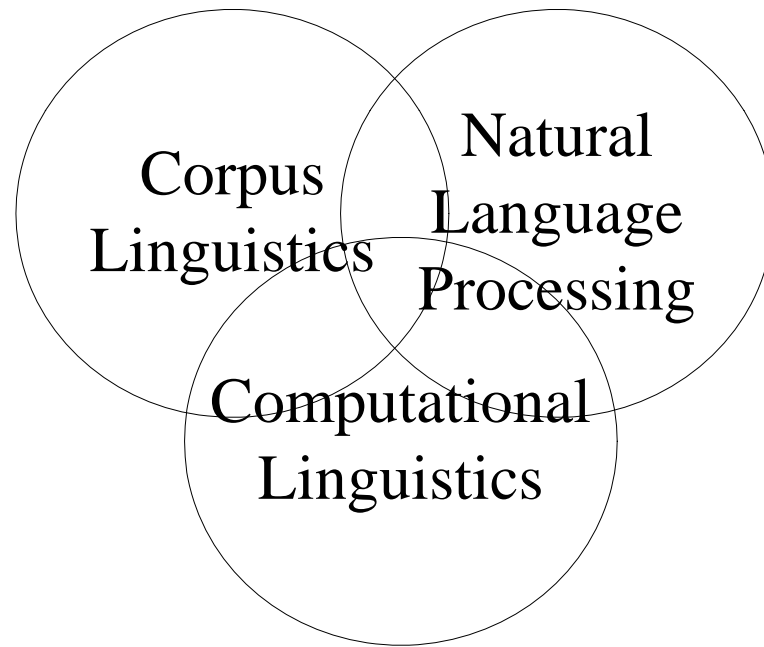 Corpus
Linguistics
Natural
Language
Processing
Computational
Linguistics